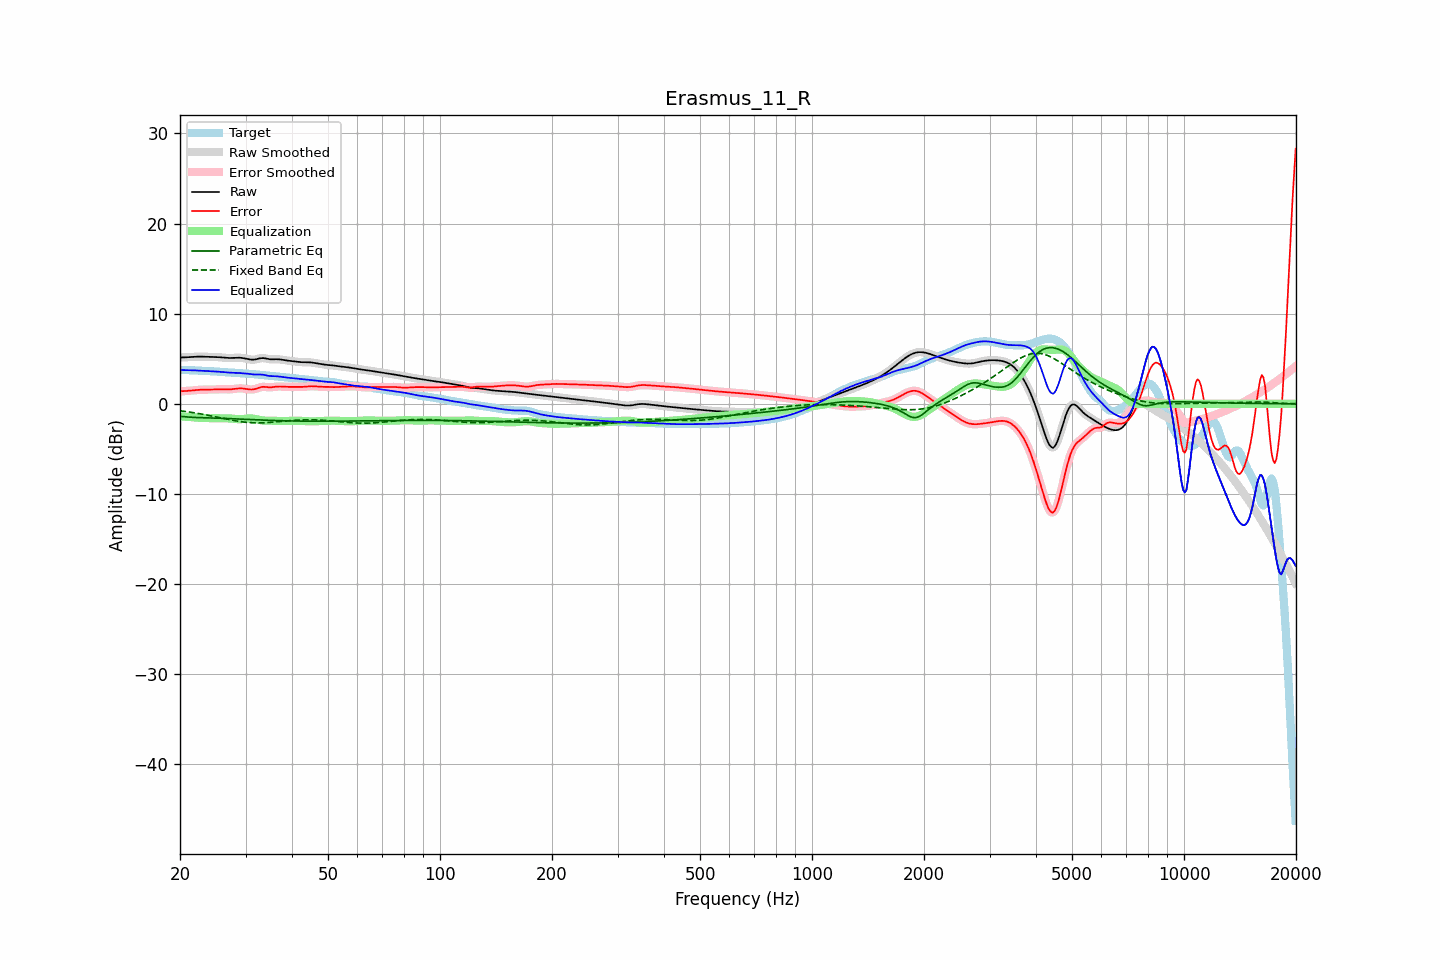 Erasmus_11_R
Target
Raw Smoothed
Error Smoothed
Raw
Error
Equalization
Parametric Eq
Fixed Band Eq
Equalized
30
20
10
0
−10
−20
−30
−40
Amplitude (dBr)
20 50 100 200 500 1000 2000 5000 10000 20000
Frequency (Hz)